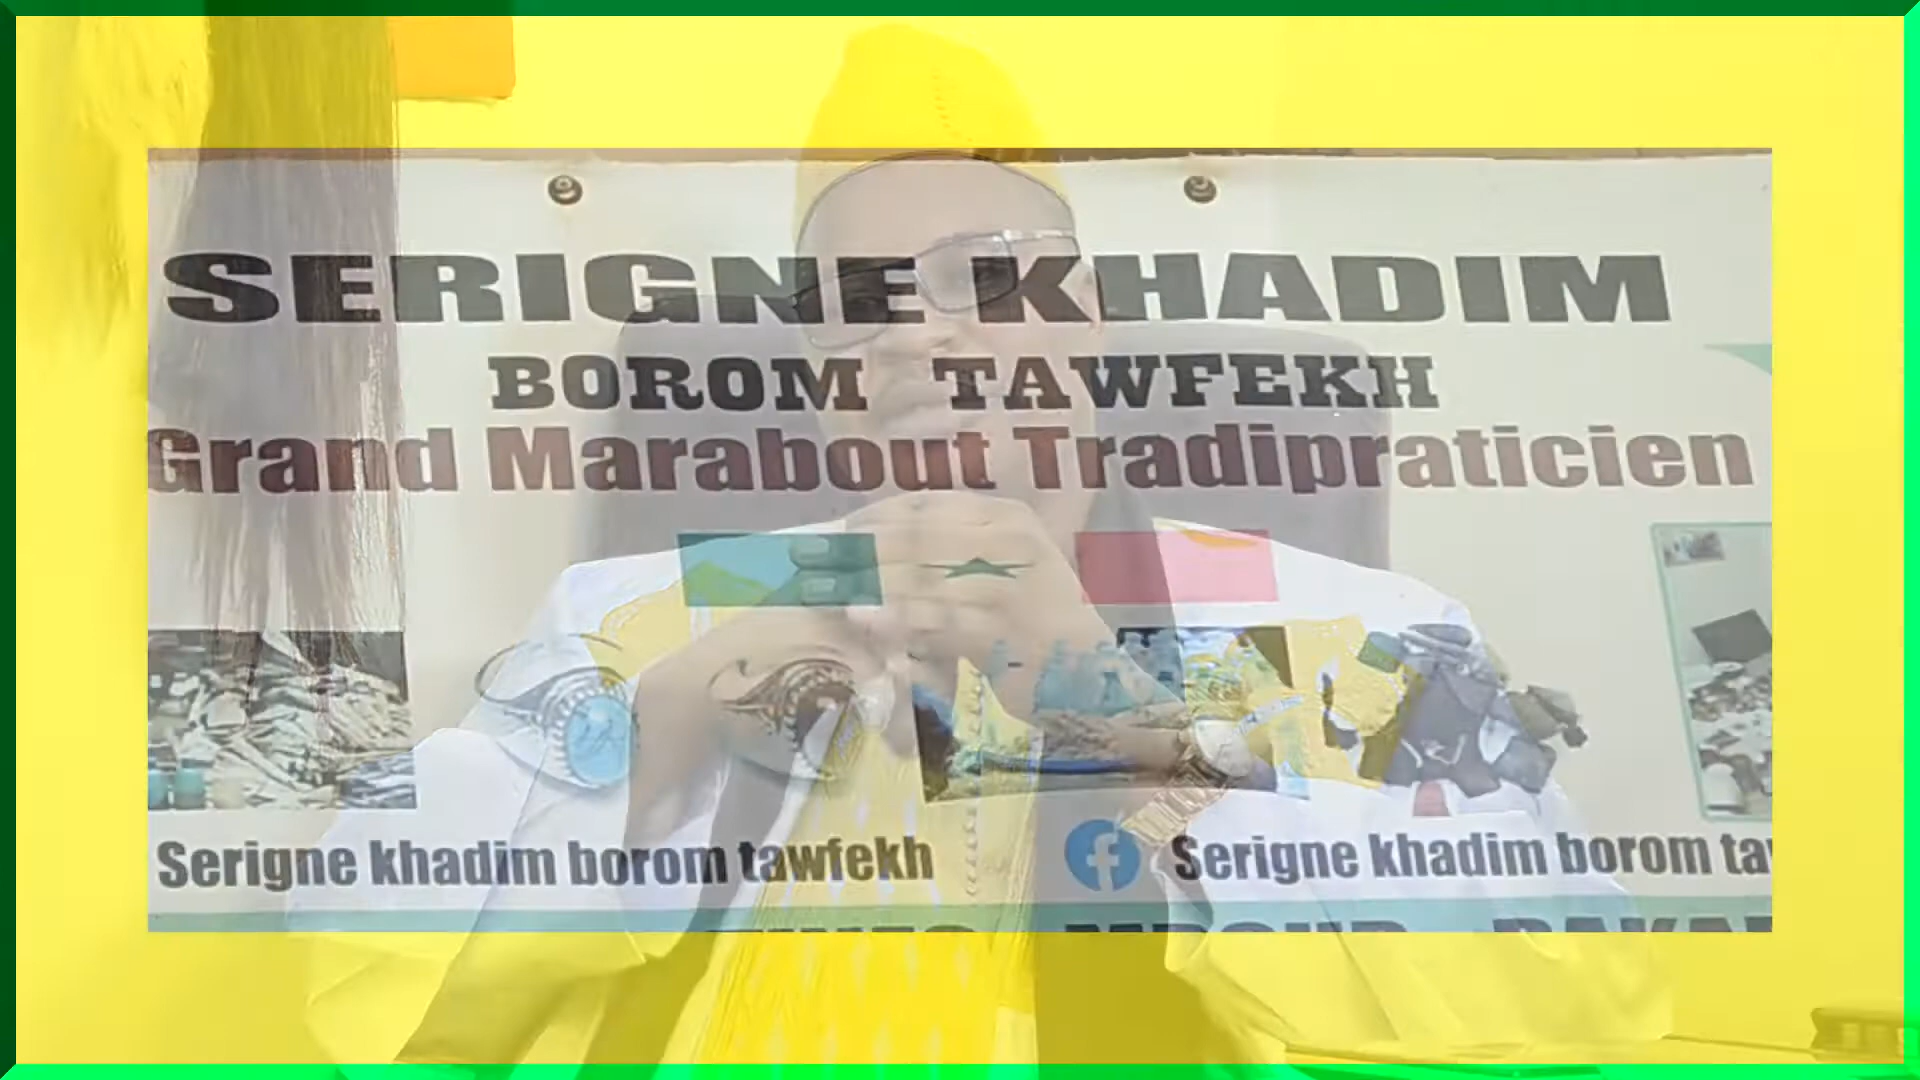 SERIGNE KHADIM
BOROM TAWFEKH
Grand Marabout Tradipraticien
Serigne khadim borom tawfekh
Serigne khadim borom ta